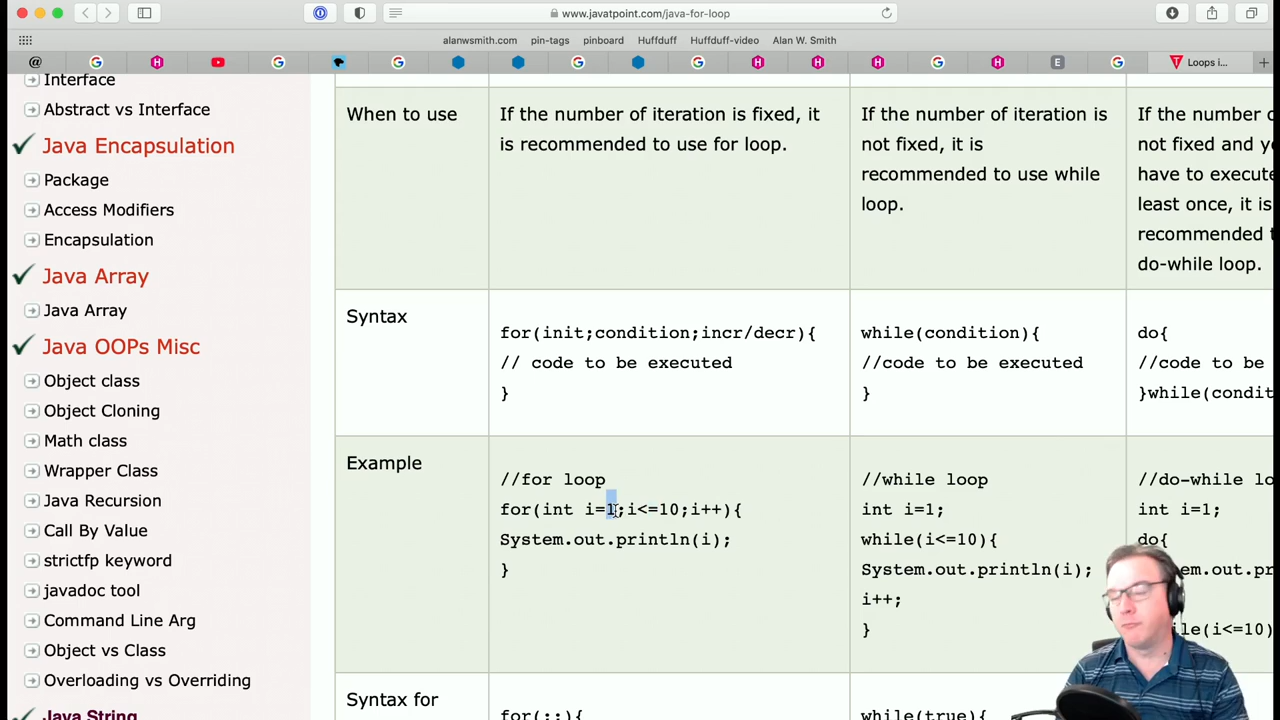 www.javatpoint.com/java-for-loop
alanwsmith.com pin-tags pinboard Huffduff Huffduff-video Alan W. Smith
Loops i...
Interface
Abstract vs Interface
Java Encapsulation
Package
Access Modifiers
Encapsulation
Java Array
Java Array
Java OOPs Misc
Object class
Object Cloning
Math class
Wrapper Class
Java Recursion
Call By Value
strictfp keyword
javadoc tool
Command Line Arg
Object vs Class
Overloading vs Overriding
Java String
When to use
If the number of iteration is fixed, it
is recommended to use for loop.
If the number of iteration is
not fixed, it is
recommended to use while
loop.
If the number
not fixed and
have to execute
least once, it is
recommended
do-while loop.
Syntax
for(init;condition;incr/decr){
// code to be executed
}
while(condition){
//code to be executed
}
do{
//code to be
}while(condit
Example
//for loop
for(int i=1;i<=10;i++){
System.out.println(i);
}
//while loop
int i=1;
while(i<=10){
System.out.println(i);
i++;
}
//do-while lo
int i=1;
do{
em.out.pr
ile(i<=10)
Syntax for
for(;;){
while(true){